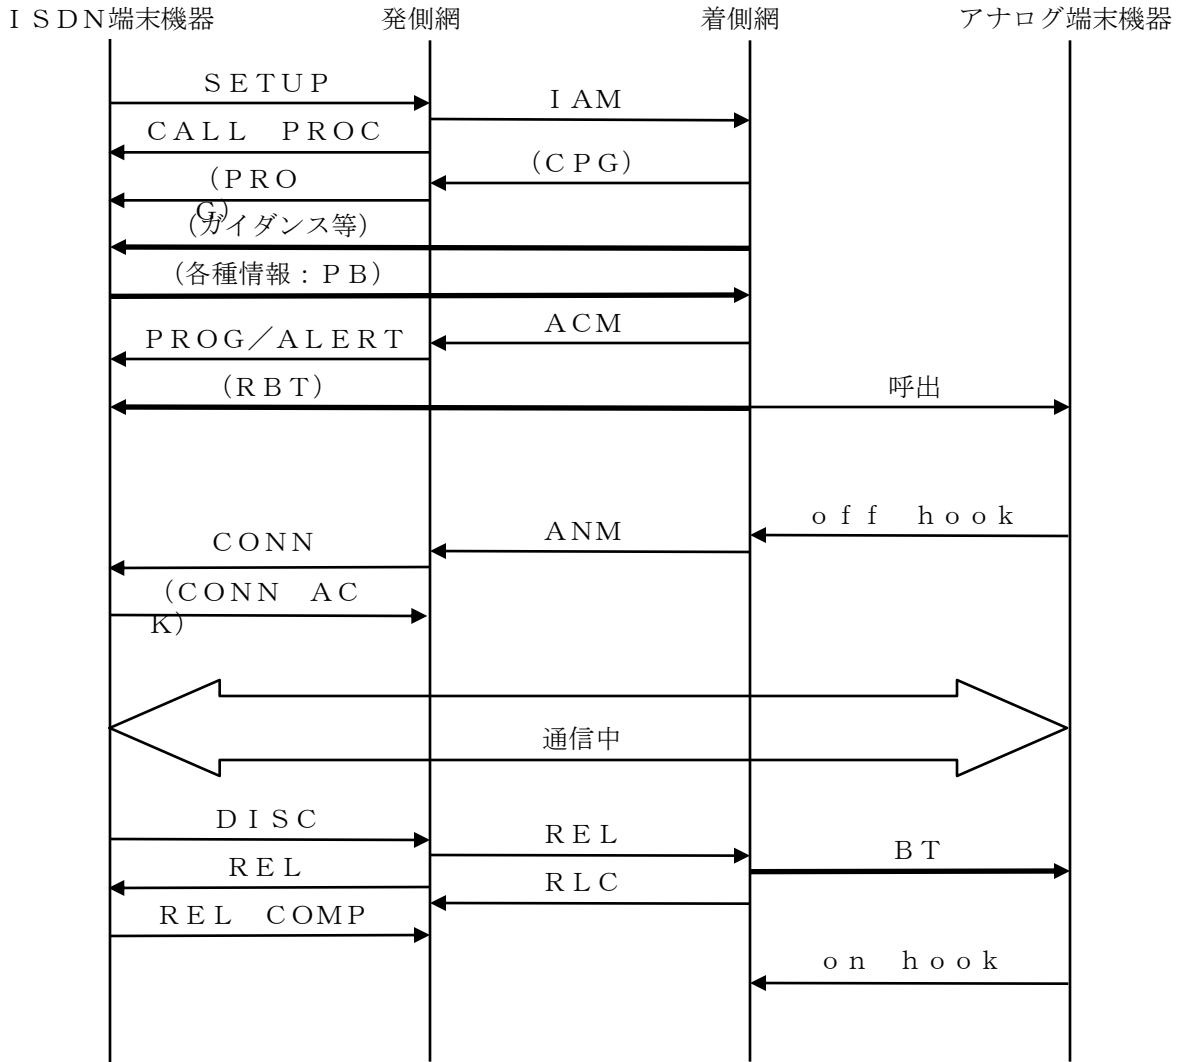 ＩＳＤＮ端末機器
発側網
着側網
アナログ端末機器
ＳＥＴＵＰ
ＩＡＭ
ＣＡＬＬ　ＰＲＯＣ
（ＣＰＧ）
（ＰＲＯ
Ｇ）
（ガイダンス等）
（各種情報：ＰＢ）
ＡＣＭ
ＰＲＯＧ／ＡＬＥＲＴ
（ＲＢＴ）
呼出
ｏｆｆ　ｈｏｏｋ
ＡＮＭ
ＣＯＮＮ
（ＣＯＮＮ　ＡＣ
Ｋ）
通信中
ＤＩＳＣ
ＲＥＬ
ＢＴ
ＲＥＬ
ＲＬＣ
ＲＥＬ　ＣＯＭＰ
ｏｎ　ｈｏｏｋ